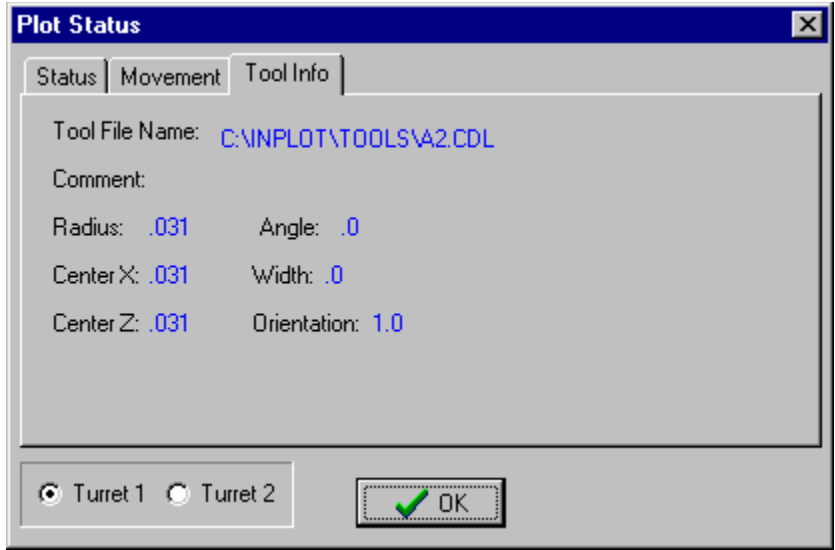 Plot Status
Status Movement Tool Info
Tool File Name: C:\INPLOT\TOOLS\A2.CDL
Comment:
Radius: .031 Angle: .0
Center X: .031 Width: .0
Center Z: .031 Orientation: 1.0
Turret 1 Turret 2 OK